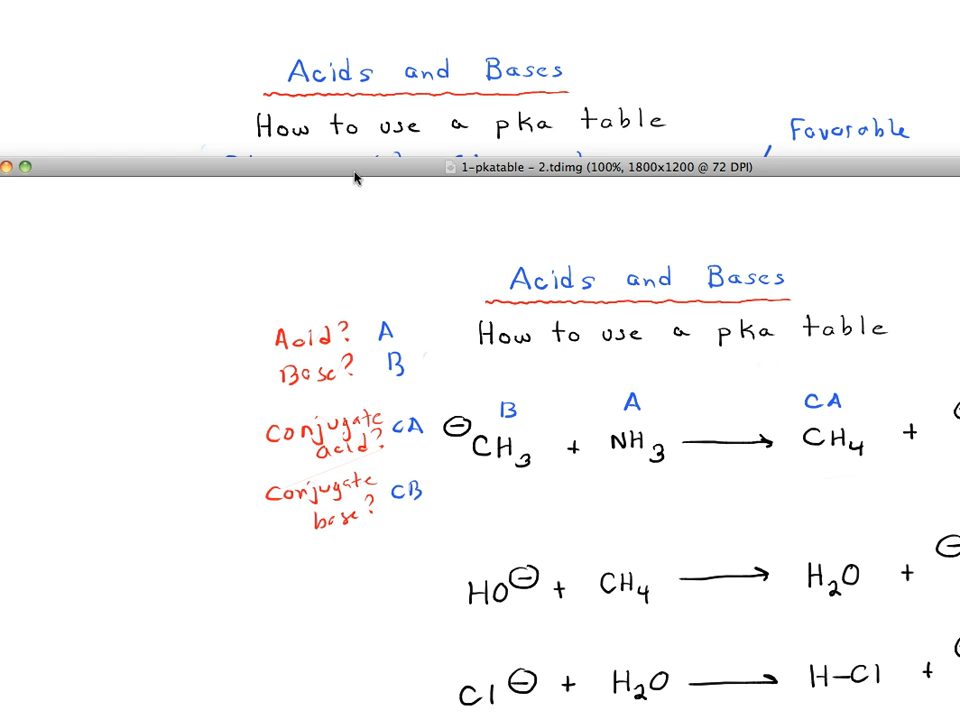 Acids and Bases
How to use a pka table
Favorable
1-pkatable – 2.tdimg (100%, 1800x1200 @ 72 DPI)
Acids and Bases
How to use a pka table
Acid? A
Base? B
Conjugate acid? CA
Conjugate base? CB
B A CA
⊖CH3 + NH3 ⟶ CH4 +
HO⊖ + CH4 ⟶ H2O + ⊖
Cl⊖ + H2O ⟶ H–Cl +